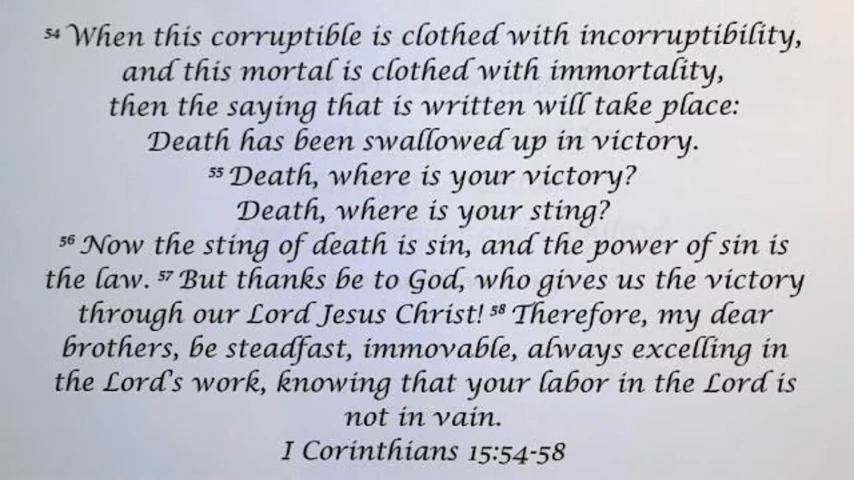 54 When this corruptible is clothed with incorruptibility,
and this mortal is clothed with immortality,
then the saying that is written will take place:
Death has been swallowed up in victory.
55 Death, where is your victory?
Death, where is your sting?
56 Now the sting of death is sin, and the power of sin is
the law. 57 But thanks be to God, who gives us the victory
through our Lord Jesus Christ! 58 Therefore, my dear
brothers, be steadfast, immovable, always excelling in
the Lord's work, knowing that your labor in the Lord is
not in vain.
I Corinthians 15:54-58